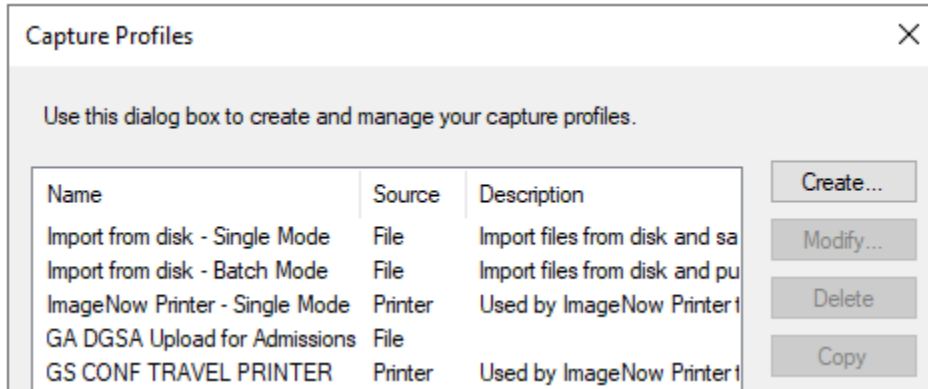 Capture Profiles
Use this dialog box to create and manage your capture profiles.
Name Source Description
Import from disk - Single Mode File Import files from disk and sa
Import from disk - Batch Mode File Import files from disk and pu
ImageNow Printer - Single Mode Printer Used by ImageNow Printer t
GA DGSA Upload for Admissions File
GS CONF TRAVEL PRINTER Printer Used by ImageNow Printer t
Create...
Modify...
Delete
Copy